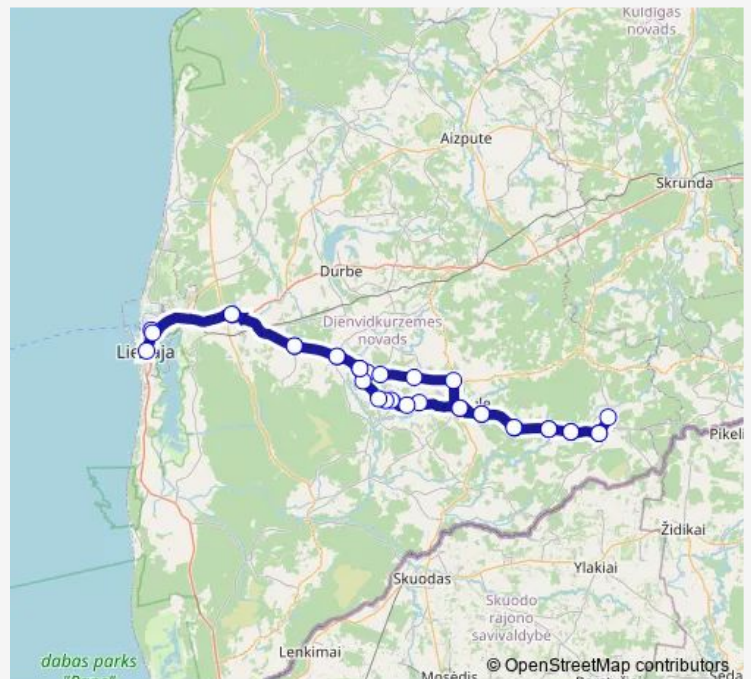 Kuldīgas
novads
Aizpute
Skrunda
Durbe
Dienvidkurzemes
novads
Liepāja
Pikeli
Židikai
Skuodas
Ylakiai
Skuodo
rajono
savivaldybė
Lenkimai
dabas parks
Mosėdis
© OpenStreetMap contributors